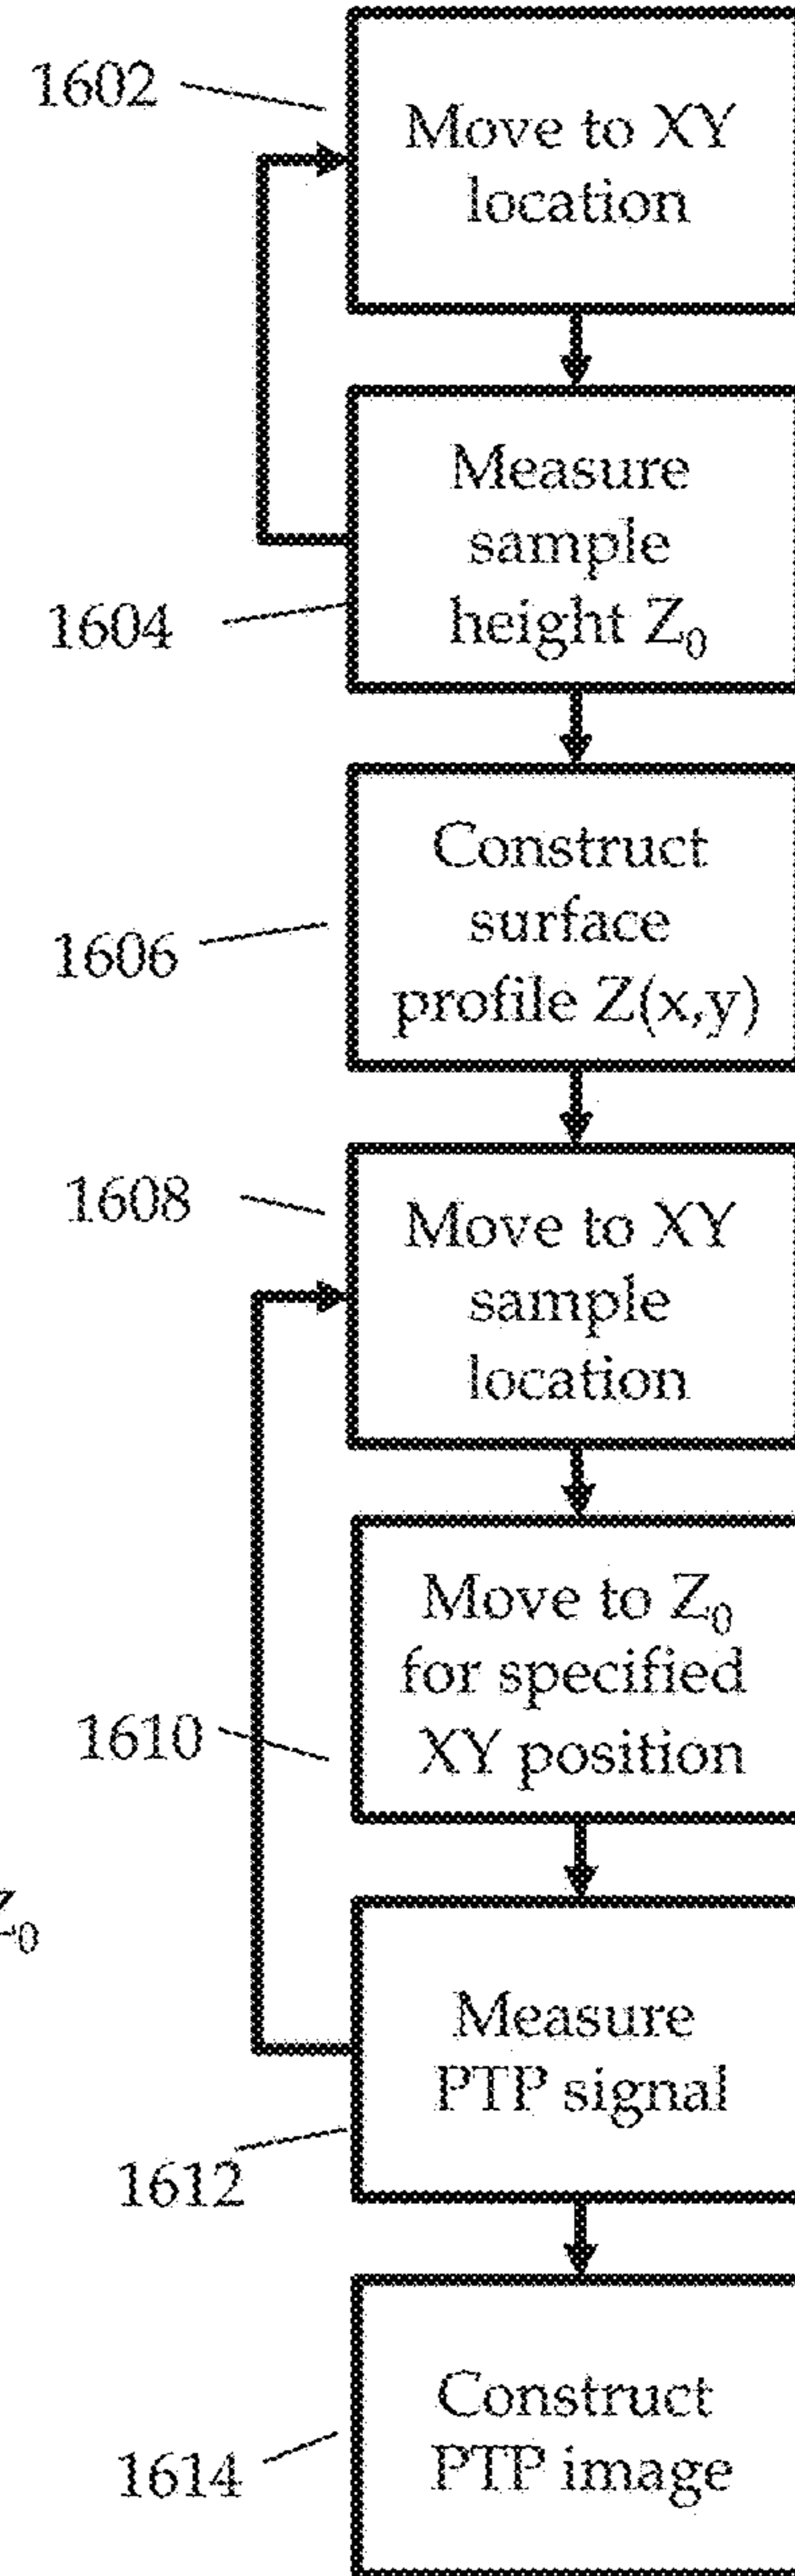 1602
Move to XY
location
Measure
sample
height Z₀
1604
Construct
surface
profile Z(x,y)
1606
1608
Move to XY
sample
location
Move to Z₀
for specified
XY position
1610
Z₀
Measure
PTP signal
1612
Construct
PTP image
1614